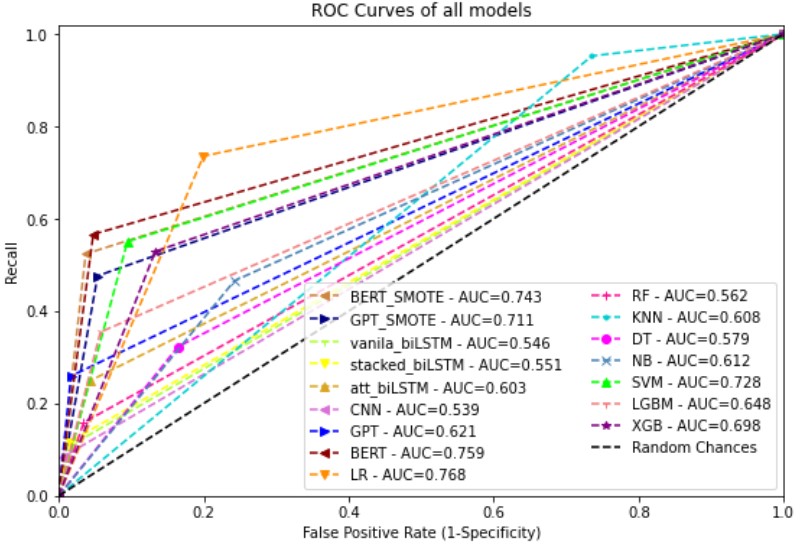 ROC Curves of all models
1.0
0.8
0.6
0.4
0.2
0.0
Recall
BERT_SMOTE - AUC=0.743
GPT_SMOTE - AUC=0.711
vanila_biLSTM - AUC=0.546
stacked_biLSTM - AUC=0.551
att_biLSTM - AUC=0.603
CNN - AUC=0.539
GPT - AUC=0.621
BERT - AUC=0.759
LR - AUC=0.768
RF - AUC=0.562
KNN - AUC=0.608
DT - AUC=0.579
NB - AUC=0.612
SVM - AUC=0.728
LGBM - AUC=0.648
XGB - AUC=0.698
Random Chances
0.0 0.2 0.4 0.6 0.8 1.0
False Positive Rate (1-Specificity)